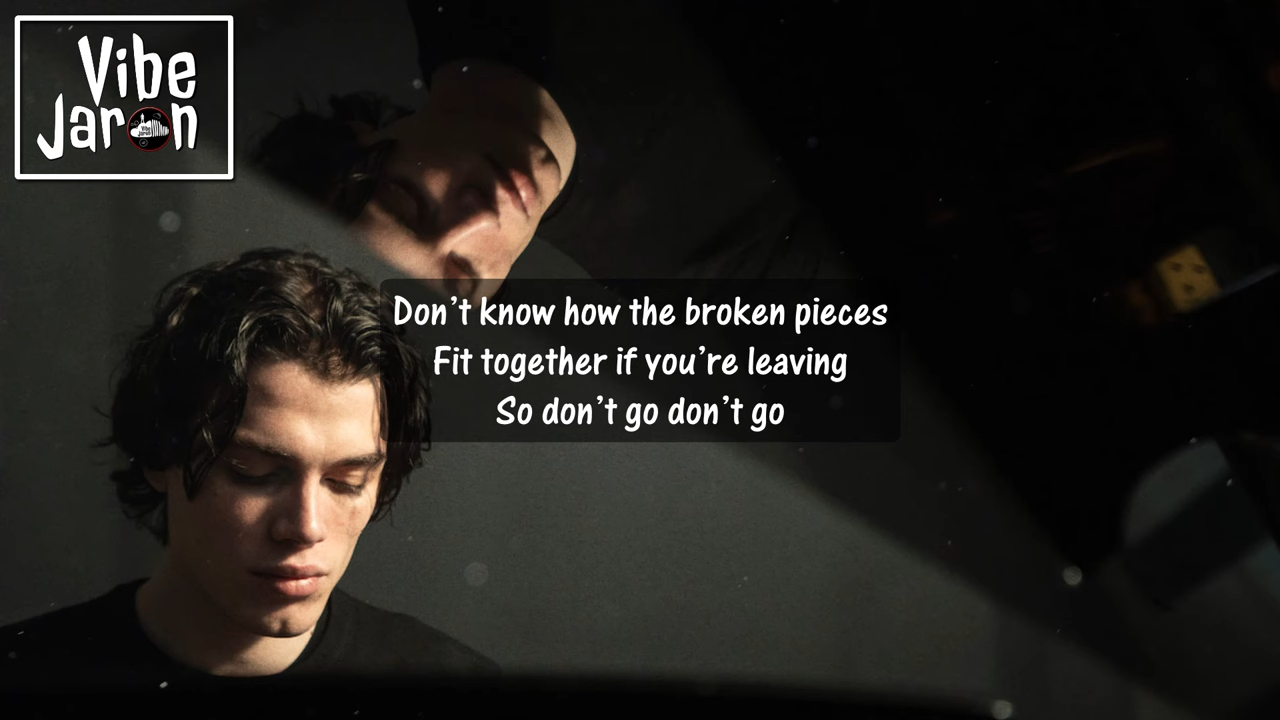 Vibe
Jaron
Don't know how the broken pieces
Fit together if you're leaving
So don't go don't go